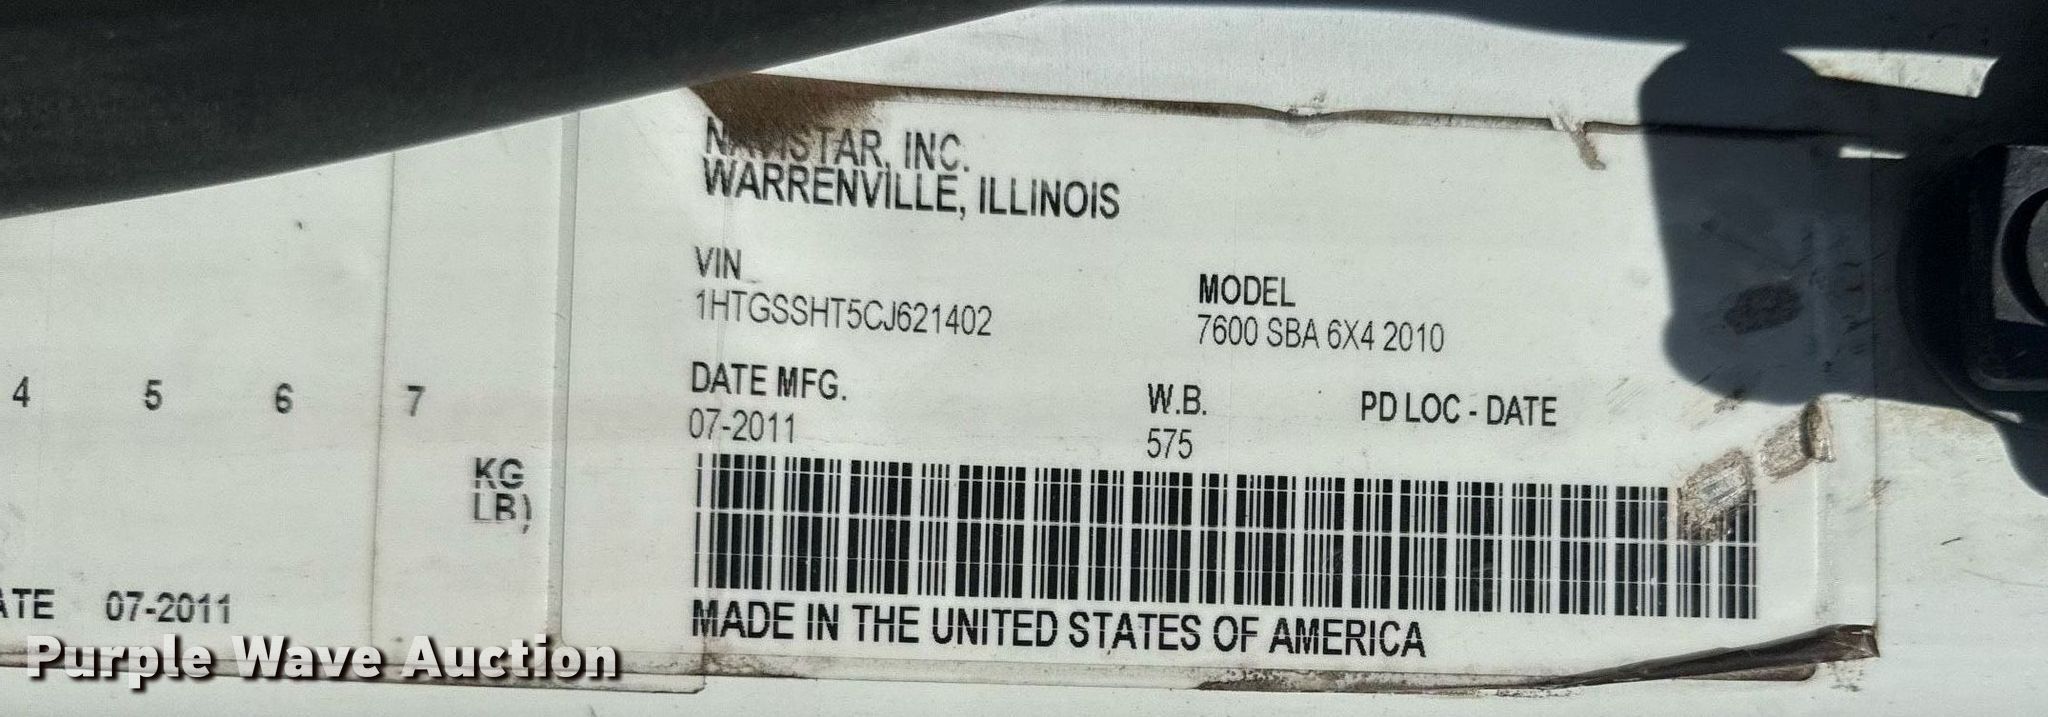 NAVISTAR, INC.
WARRENVILLE, ILLINOIS
VIN
1HTGSSHT5CJ621402
MODEL
7600 SBA 6X4 2010
DATE MFG.
07-2011
W.B.
575
PD LOC - DATE
MADE IN THE UNITED STATES OF AMERICA
4 5 6 7
KG
LB)
ATE 07-2011
Purple Wave Auction